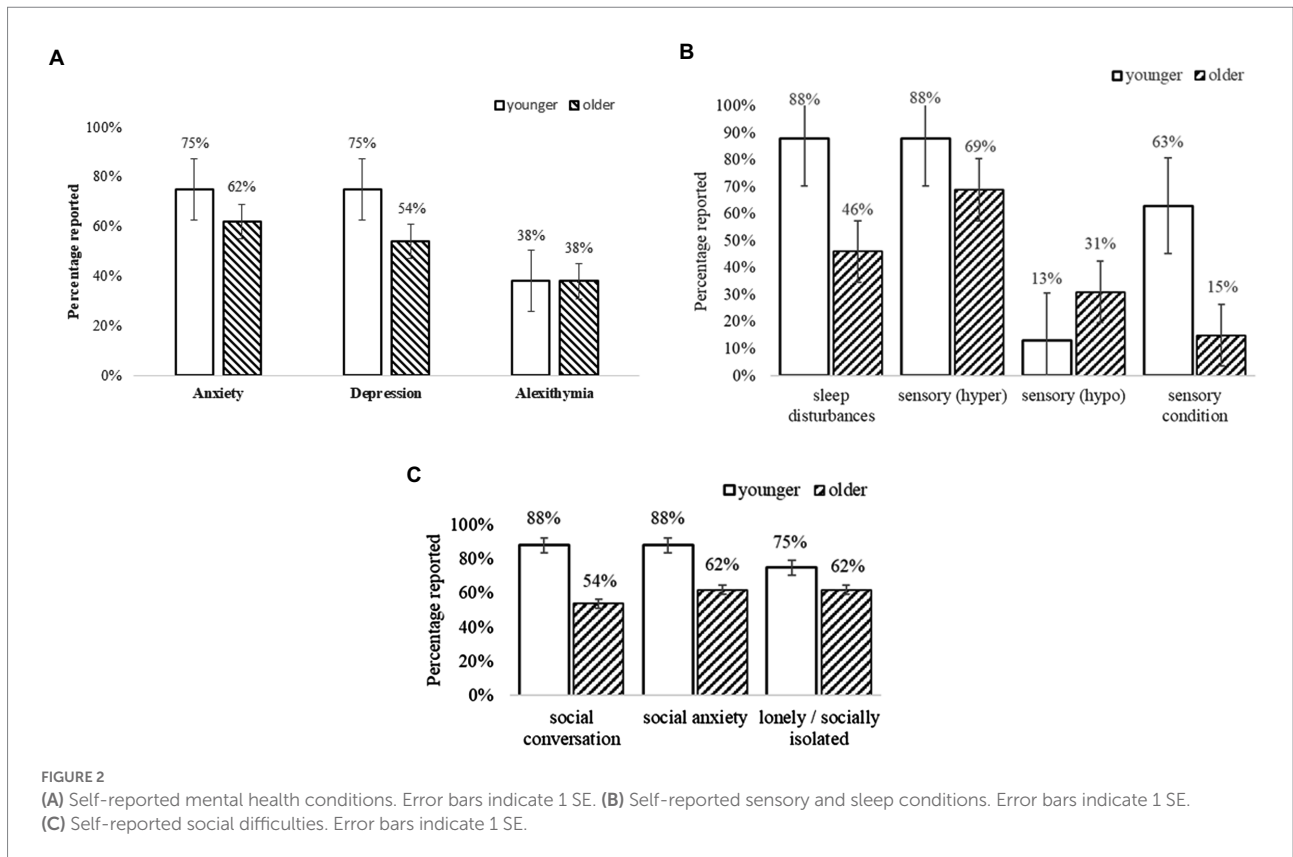 A
younger older
100%
80%
60%
40%
20%
0%
Percentage reported
75%
62%
75%
54%
38%
38%
Anxiety
Depression
Alexithymia
B
younger older
100%
90%
80%
70%
60%
50%
40%
30%
20%
10%
0%
Percentage reported
88%
46%
88%
69%
13%
31%
63%
15%
sleep
disturbances
sensory (hyper)
sensory (hypo)
sensory
condition
C
younger older
100%
80%
60%
40%
20%
0%
Percentage reported
88%
54%
88%
62%
75%
62%
social
conversation
social anxiety
lonely / socially
isolated
FIGURE 2
(A) Self-reported mental health conditions. Error bars indicate 1 SE. (B) Self-reported sensory and sleep conditions. Error bars indicate 1 SE.
(C) Self-reported social difficulties. Error bars indicate 1 SE.